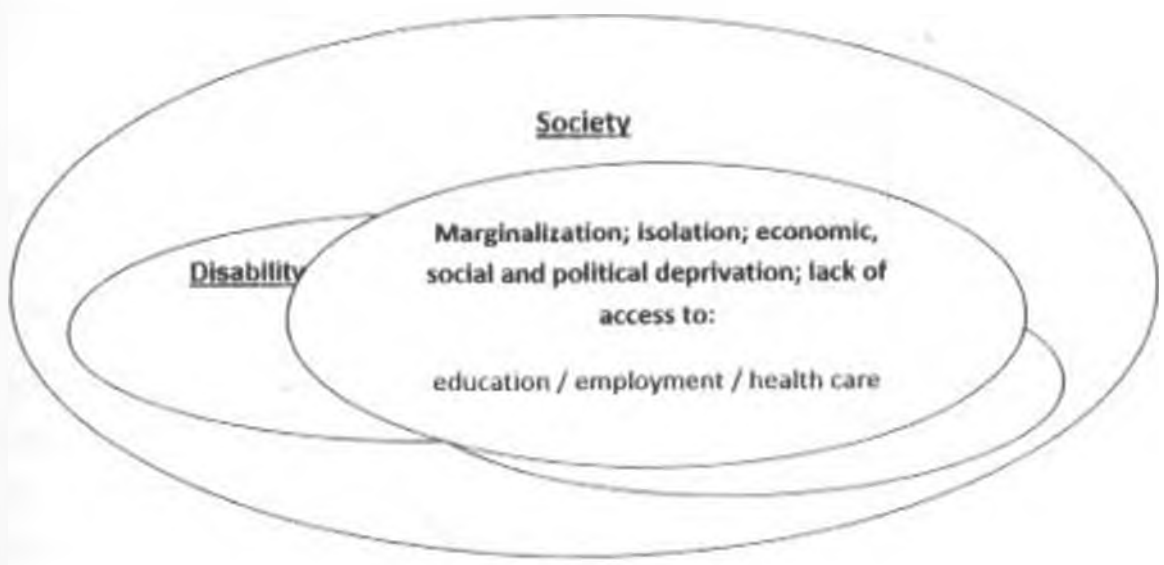 Society
Disability
Marginalization; isolation; economic,
social and political deprivation; lack of
access to:
education / employment / health care